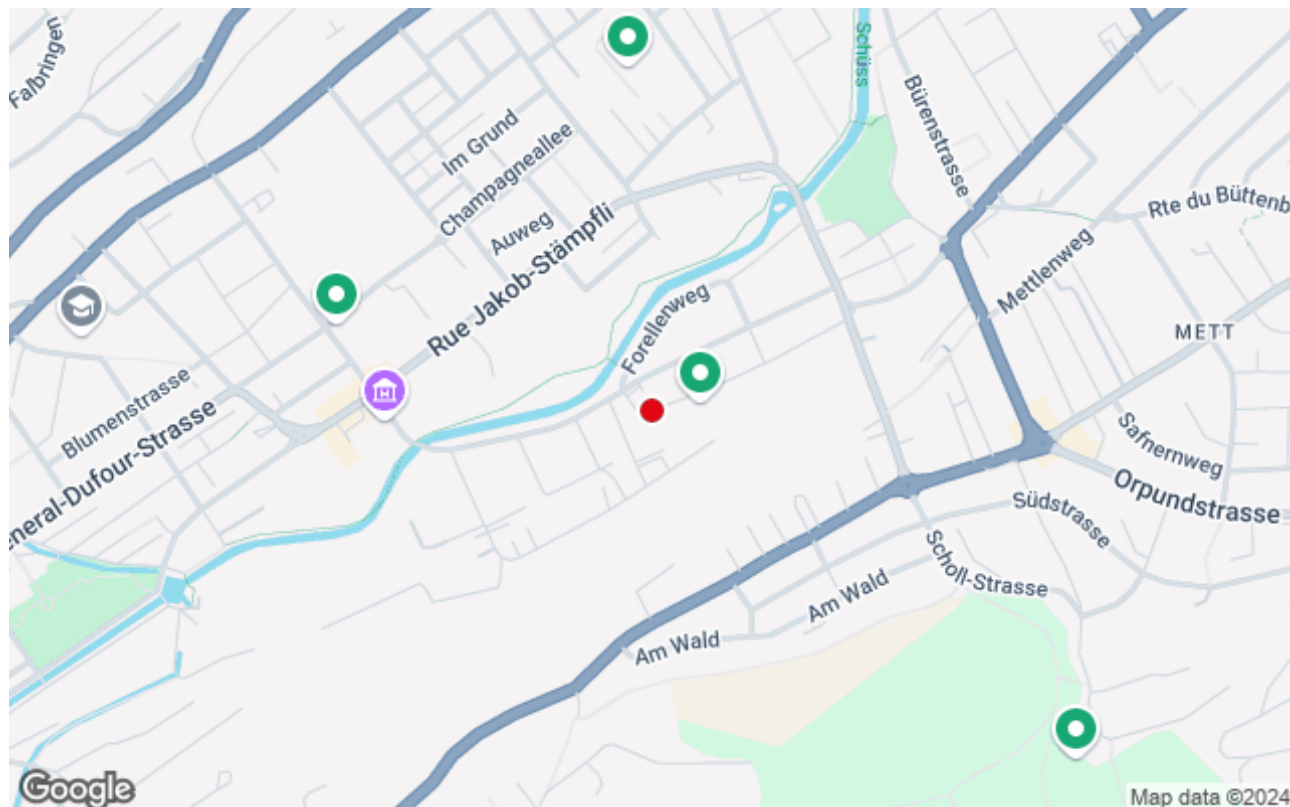 Falbringen
Schüss
Bürenstrasse
Im Grund
Champagneallee
Auweg
Rte du Büttenb
Mettlenweg
Rue Jakob-Stämpfli
Forellenweg
METT
Blumenstrasse
eneral-Dufour-Strasse
Safnernweg
Orpundstrasse
Südstrasse
Scholl-Strasse
Am Wald
Am Wald
H
Google
Map data ©2024